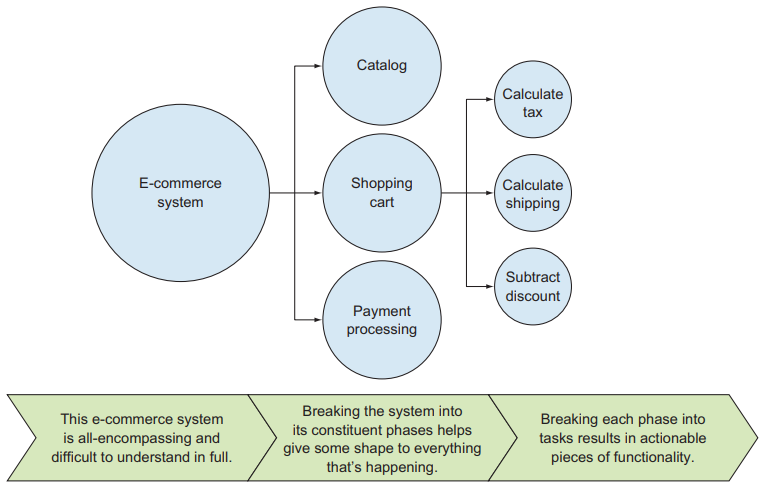 Catalog
Calculate
tax
E-commerce
system
Shopping
cart
Calculate
shipping
Subtract
discount
Payment
processing
This e-commerce system
is all-encompassing and
difficult to understand in full.
Breaking the system into
its constituent phases helps
give some shape to everything
that's happening.
Breaking each phase into
tasks results in actionable
pieces of functionality.